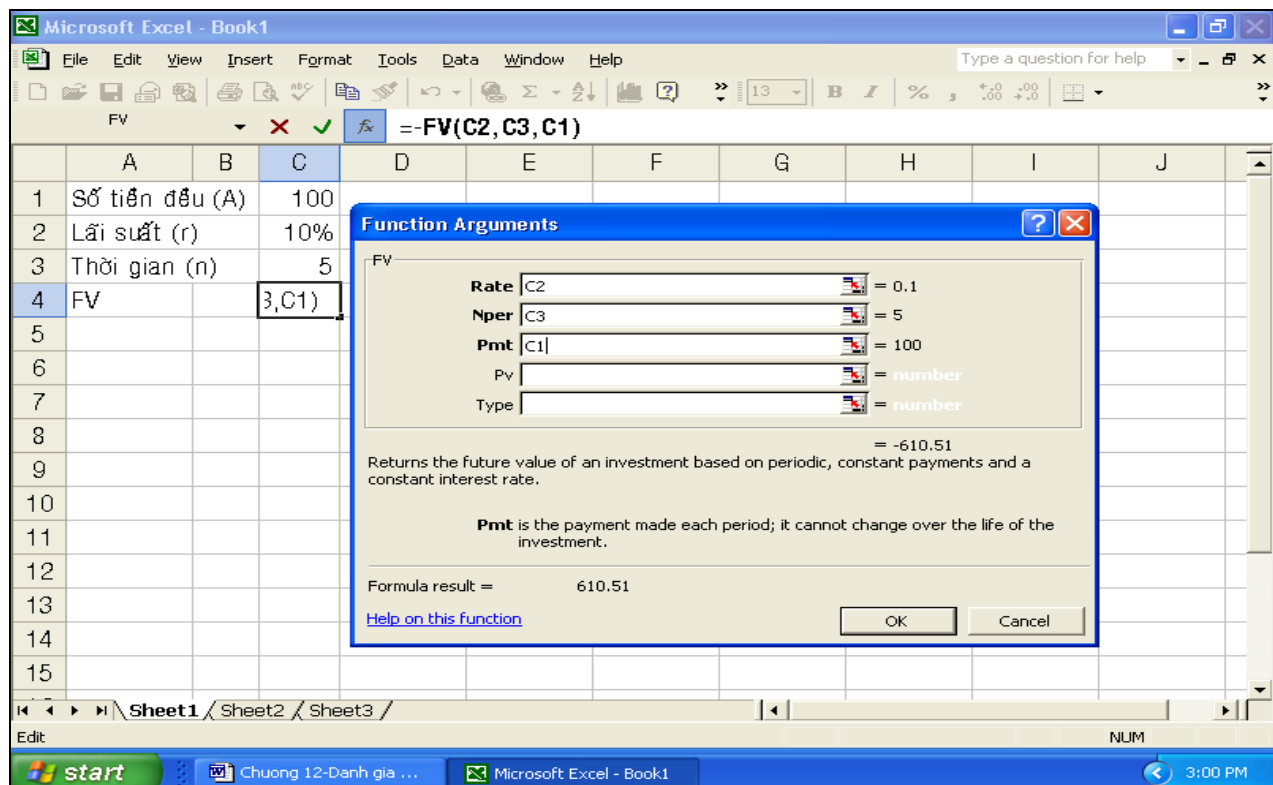 Microsoft Excel - Book1
File Edit View Insert Format Tools Data Window Help Type a question for help
13 B I % ,
FV =-FV(C2,C3,C1)
A B C D E F G H I J
1 Số tiền đều (A) 100
2 Lãi suất (r) 10%
3 Thời gian (n) 5
4 FV 3,C1)
5
6
7
8
9
10
11
12
13
14
15
Function Arguments
FV
Rate C2 = 0.1
Nper C3 = 5
Pmt C1 = 100
Pv = number
Type = number
= -610.51
Returns the future value of an investment based on periodic, constant payments and a
constant interest rate.
Pmt is the payment made each period; it cannot change over the life of the
investment.
Formula result = 610.51
Help on this function OK Cancel
Sheet1 Sheet2 Sheet3
Edit NUM
start Chuong 12-Danh gia ... Microsoft Excel - Book1 3:00 PM